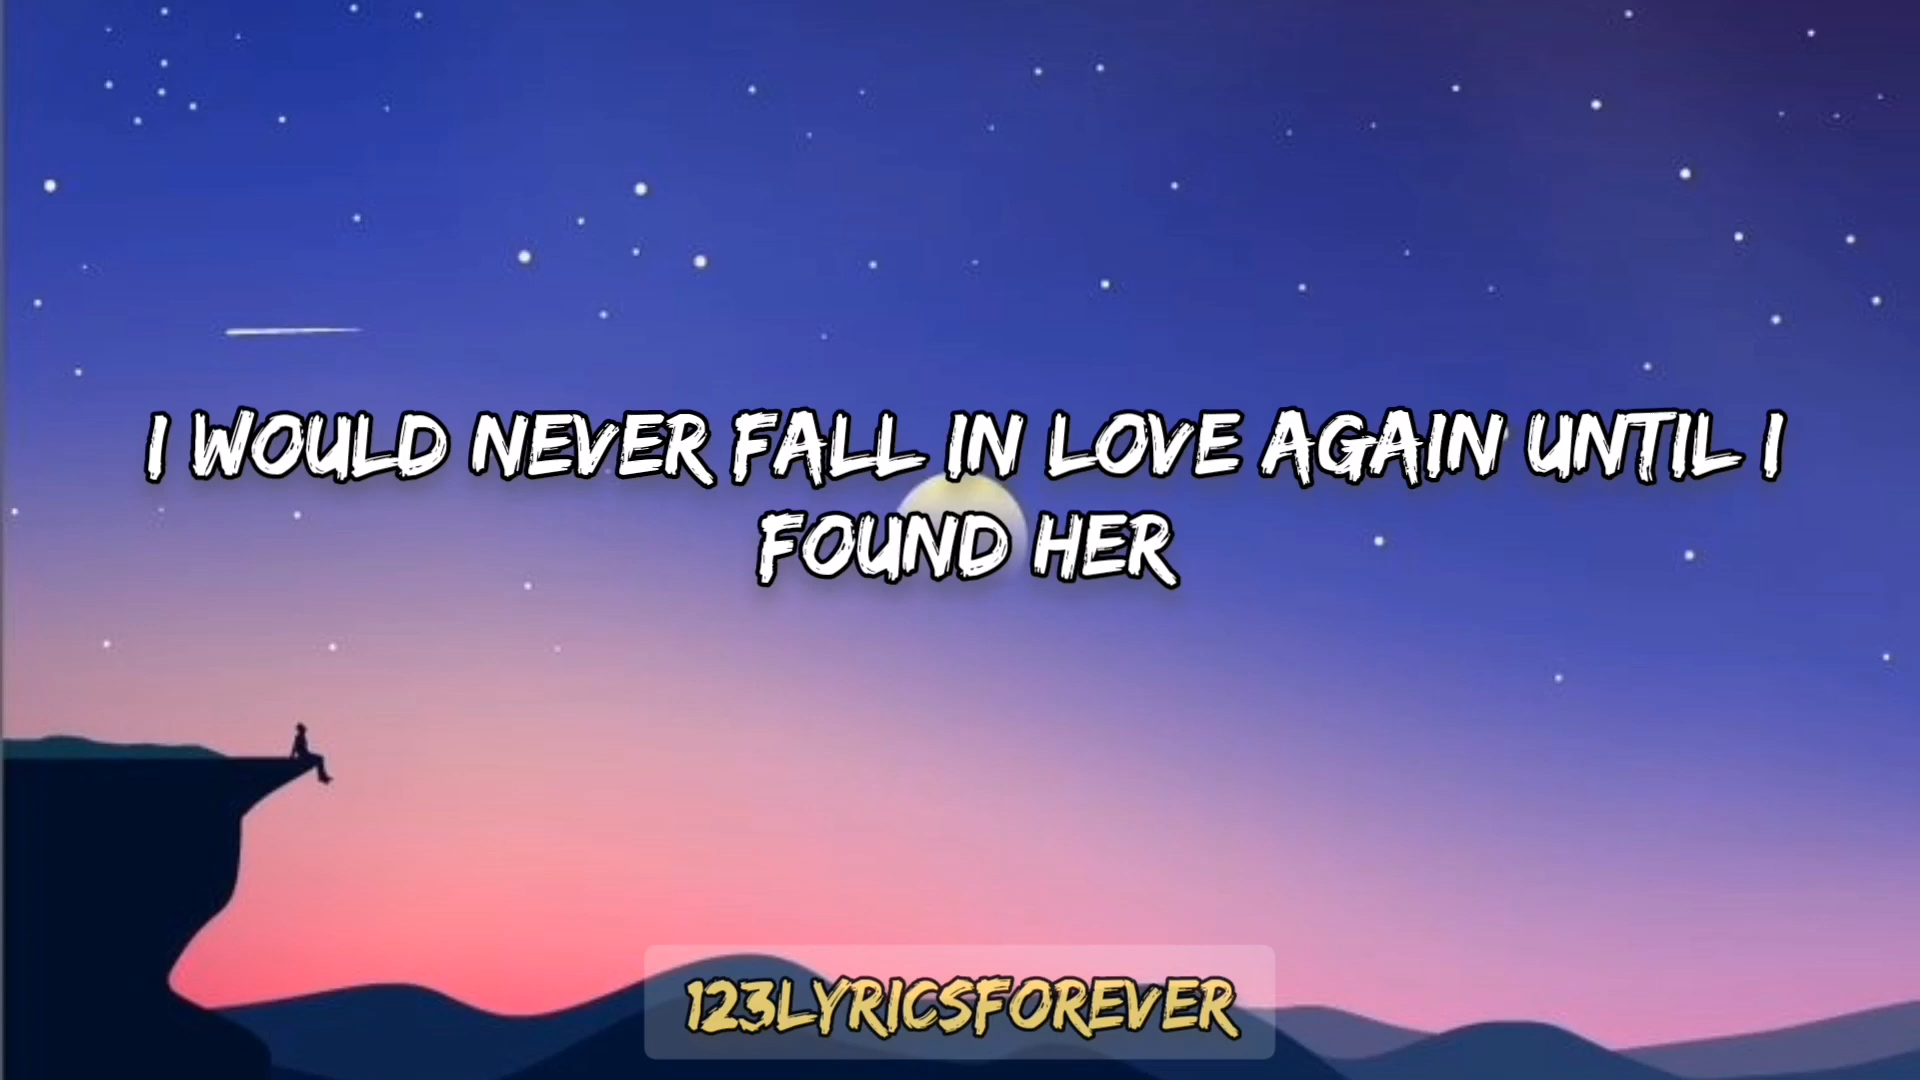 I WOULD NEVER FALL IN LOVE AGAIN UNTIL I
FOUND HER
123LYRICSFOREVER